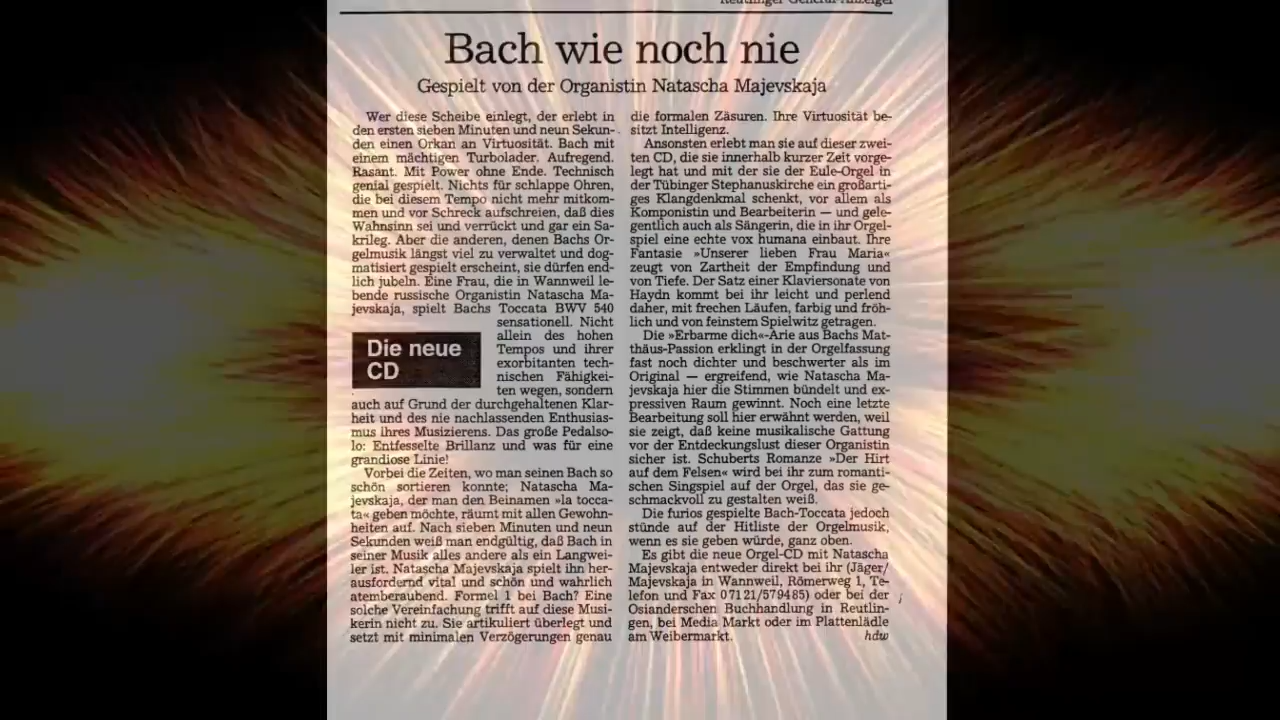 Reutlinger General-Anzeiger
Bach wie noch nie
Gespielt von der Organistin Natascha Majevskaja
Wer diese Scheibe einlegt, der erlebt in
den ersten sieben Minuten und neun Sekun-
den einen Orkan an Virtuosität. Bach mit
einem mächtigen Turbolader. Aufregend.
Rasant. Mit Power ohne Ende. Technisch
genial gespielt. Nichts für schlappe Ohren,
die bei diesem Tempo nicht mehr mitkom-
men und vor Schreck aufschreien, daß dies
Wahnsinn sei und verrückt und gar ein Sa-
krileg. Aber die anderen, denen Bachs Or-
gelmusik längst viel zu verwaltet und dog-
matisiert gespielt erscheint, sie dürfen end-
lich jubeln. Eine Frau, die in Wannweil le-
bende russische Organistin Natascha Ma-
jevskaja, spielt Bachs Toccata BWV 540
sensationell. Nicht
allein des hohen
Tempos und ihrer
exorbitanten tech-
nischen Fähigkei-
ten wegen, sondern
Die neue
CD
auch auf Grund der durchgehaltenen Klar-
heit und des nie nachlassenden Enthusias-
mus ihres Musizierens. Das große Pedalso-
lo: Entfesselte Brillanz und was für eine
grandiose Linie!
Vorbei die Zeiten, wo man seinen Bach so
schön sortieren konnte; Natascha Ma-
jevskaja, der man den Beinamen »la tocca-
ta« geben möchte, räumt mit allen Gewohn-
heiten auf. Nach sieben Minuten und neun
Sekunden weiß man endgültig, daß Bach in
seiner Musik alles andere als ein Langwei-
ler ist. Natascha Majevskaja spielt ihn her-
ausfordernd vital und schön und wahrlich
atemberaubend. Formel 1 bei Bach? Eine
solche Vereinfachung trifft auf diese Musi-
kerin nicht zu. Sie artikuliert überlegt und
setzt mit minimalen Verzögerungen genau
die formalen Zäsuren. Ihre Virtuosität be-
sitzt Intelligenz.
Ansonsten erlebt man sie auf dieser zwei-
ten CD, die sie innerhalb kurzer Zeit vorge-
legt hat und mit der sie der Eule-Orgel in
der Tübinger Stephanuskirche ein großarti-
ges Klangdenkmal schenkt, vor allem als
Komponistin und Bearbeiterin — und gele-
gentlich auch als Sängerin, die in ihr Orgel-
spiel eine echte vox humana einbaut. Ihre
Fantasie »Unserer lieben Frau Maria«
zeugt von Zartheit der Empfindung und
von Tiefe. Der Satz einer Klaviersonate von
Haydn kommt bei ihr leicht und perlend
daher, mit frechen Läufen, farbig und fröh-
lich und von feinstem Spielwitz getragen.
Die »Erbarme dich«-Arie aus Bachs Mat-
thäus-Passion erklingt in der Orgelfassung
fast noch dichter und beschwerter als im
Original — ergreifend, wie Natascha Ma-
jevskaja hier die Stimmen bündelt und ex-
pressiven Raum gewinnt. Noch eine letzte
Bearbeitung soll hier erwähnt werden, weil
sie zeigt, daß keine musikalische Gattung
vor der Entdeckungslust dieser Organistin
sicher ist. Schuberts Romanze »Der Hirt
auf dem Felsen« wird bei ihr zum romanti-
schen Singspiel auf der Orgel, das sie ge-
schmackvoll zu gestalten weiß.
Die furios gespielte Bach-Toccata jedoch
stünde auf der Hitliste der Orgelmusik,
wenn es sie geben würde, ganz oben.
Es gibt die neue Orgel-CD mit Natascha
Majevskaja entweder direkt bei ihr (Jäger/
Majevskaja in Wannweil, Römerweg 1, Te-
lefon und Fax 07121/579485) oder bei der
Osianderschen Buchhandlung in Reutlin-
gen, bei Media Markt oder im Plattenlädle
am Weibermarkt. hdw